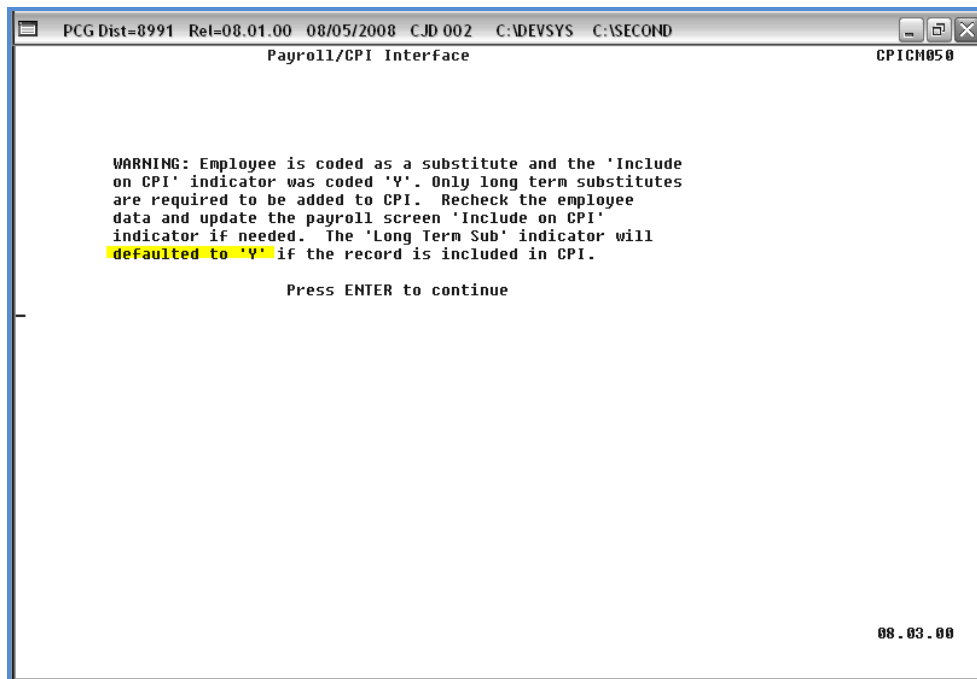 PCG Dist=8991 Rel=08.01.00 08/05/2008 CJD 002 C:\DEVSYS C:\SECOND
Payroll/CPI Interface CPICM050
WARNING: Employee is coded as a substitute and the 'Include
on CPI' indicator was coded 'Y'. Only long term substitutes
are required to be added to CPI. Recheck the employee
data and update the payroll screen 'Include on CPI'
indicator if needed. The 'Long Term Sub' indicator will
defaulted to 'Y' if the record is included in CPI.
Press ENTER to continue
08.03.00